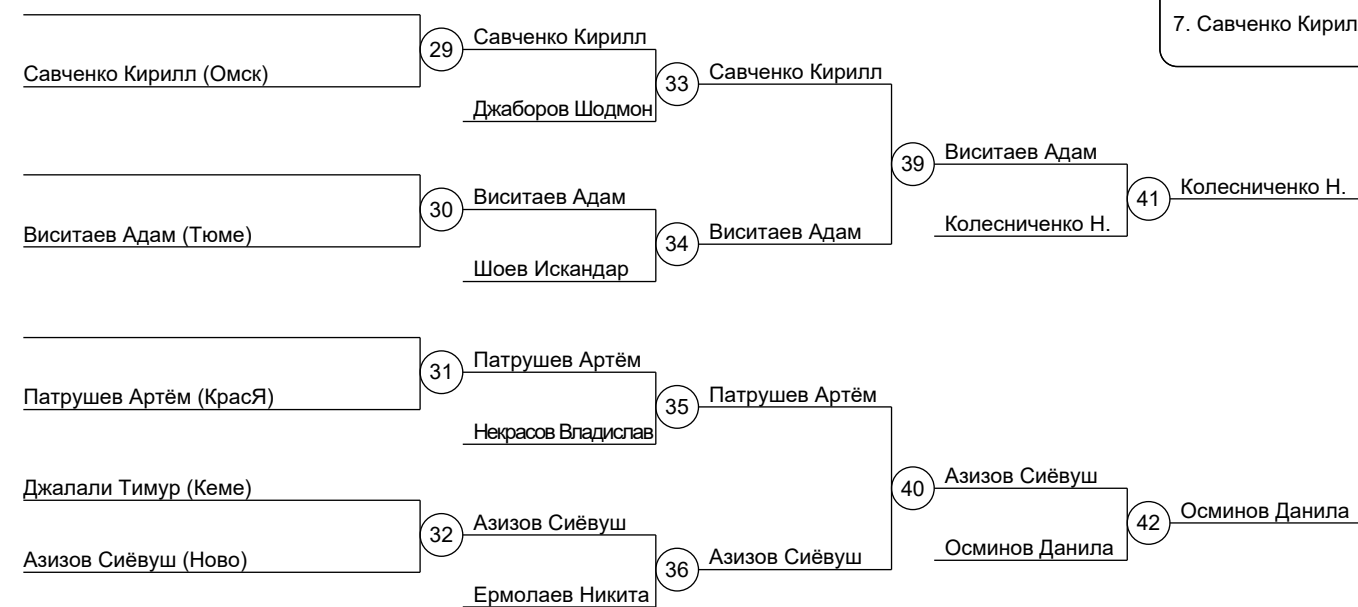 7. Савченко Кирил
29
Савченко Кирилл
Савченко Кирилл (Омск)
33
Савченко Кирилл
Джаборов Шодмон
39
Виситаев Адам
30
Виситаев Адам
41
Колесниченко Н.
Виситаев Адам (Тюме)
34
Виситаев Адам
Колесниченко Н.
Шоев Искандар
31
Патрушев Артём
Патрушев Артём (КрасЯ)
35
Патрушев Артём
Некрасов Владислав
Джалали Тимур (Кеме)
40
Азизов Сиёвуш
32
Азизов Сиёвуш
42
Осминов Данила
Азизов Сиёвуш (Ново)
36
Азизов Сиёвуш
Осминов Данила
Ермолаев Никита